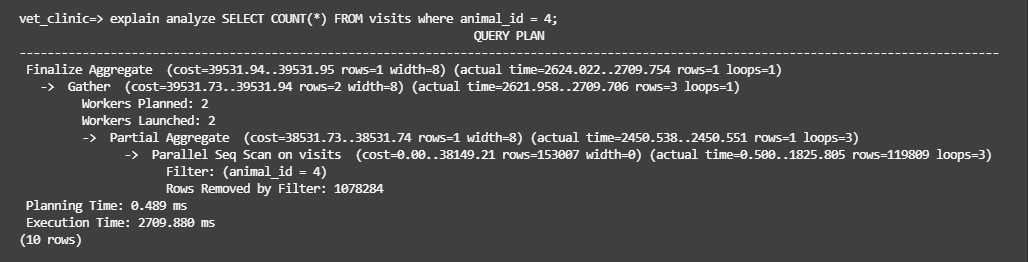 vet_clinic=> explain analyze SELECT COUNT(*) FROM visits where animal_id = 4;
QUERY PLAN
-------------------------------------------------------------------------------------------------------------------------------------------
Finalize Aggregate  (cost=39531.94..39531.95 rows=1 width=8) (actual time=2624.022..2709.754 rows=1 loops=1)
->  Gather  (cost=39531.73..39531.94 rows=2 width=8) (actual time=2621.958..2709.706 rows=3 loops=1)
Workers Planned: 2
Workers Launched: 2
->  Partial Aggregate  (cost=38531.73..38531.74 rows=1 width=8) (actual time=2450.538..2450.551 rows=1 loops=3)
->  Parallel Seq Scan on visits  (cost=0.00..38149.21 rows=153007 width=0) (actual time=0.500..1825.805 rows=119809 loops=3)
Filter: (animal_id = 4)
Rows Removed by Filter: 1078284
Planning Time: 0.489 ms
Execution Time: 2709.880 ms
(10 rows)